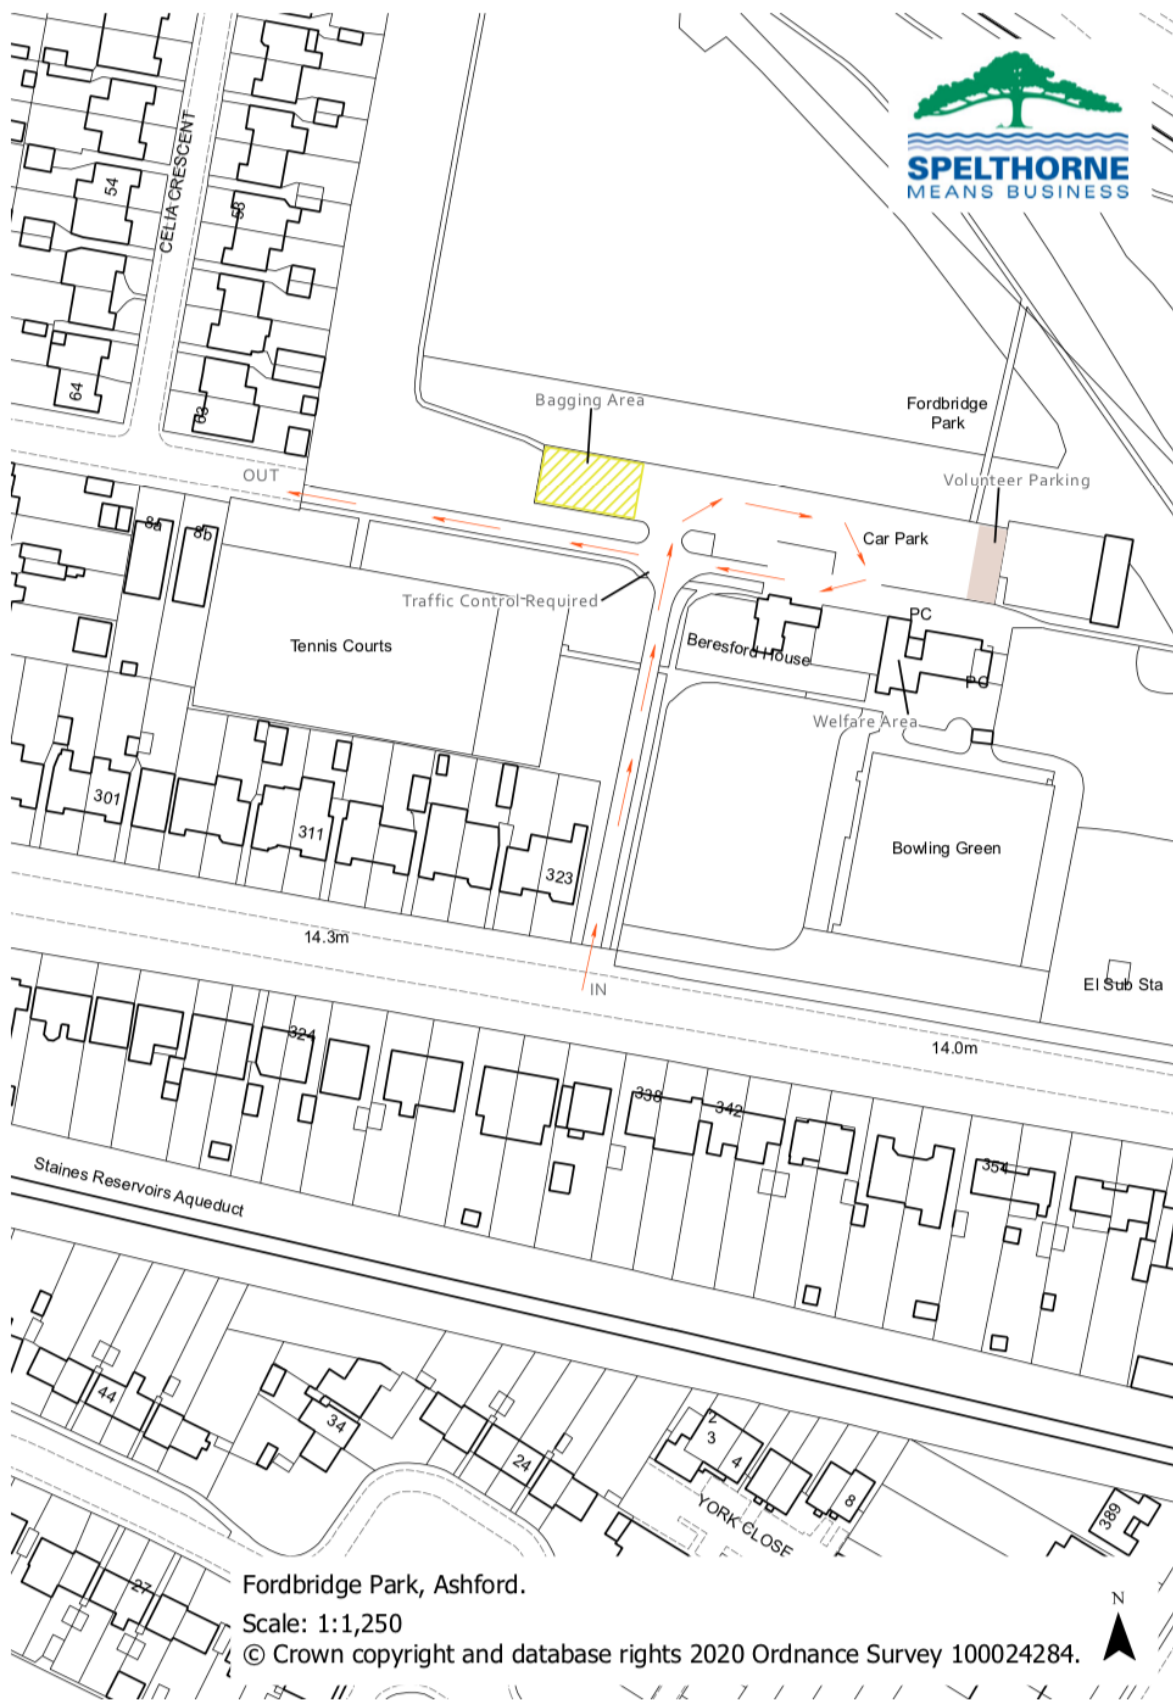 SPELTHORNE
MEANS BUSINESS
CELIA CRESCENT
54
58
64
63
Bagging Area
Fordbridge
Park
OUT
Volunteer Parking
8a
8b
Car Park
Traffic Control Required
PC
Tennis Courts
Beresford House
PC
Welfare Area
301
311
323
Bowling Green
14.3m
IN
El Sub Sta
324
14.0m
338
342
354
Staines Reservoirs Aqueduct
44
34
24
2
3
4
8
YORK CLOSE
389
27
Fordbridge Park, Ashford.
Scale: 1:1,250
© Crown copyright and database rights 2020 Ordnance Survey 100024284.
N